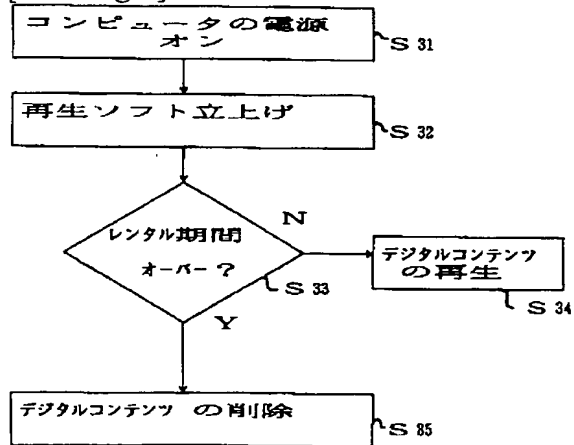 コンピュータの電源
オン
S 31
再生ソフト立上げ
S 32
レンタル期間
オーバー?
N
S 33
デジタルコンテンツ
の再生
S 34
Y
デジタルコンテンツ の削除
S 35